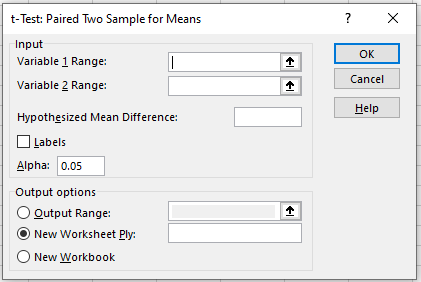 t-Test: Paired Two Sample for Means ? ×
Input
Variable 1 Range:
Variable 2 Range:
Hypothesized Mean Difference:
Labels
Alpha: 0.05
OK
Cancel
Help
Output options
Output Range:
New Worksheet Ply:
New Workbook